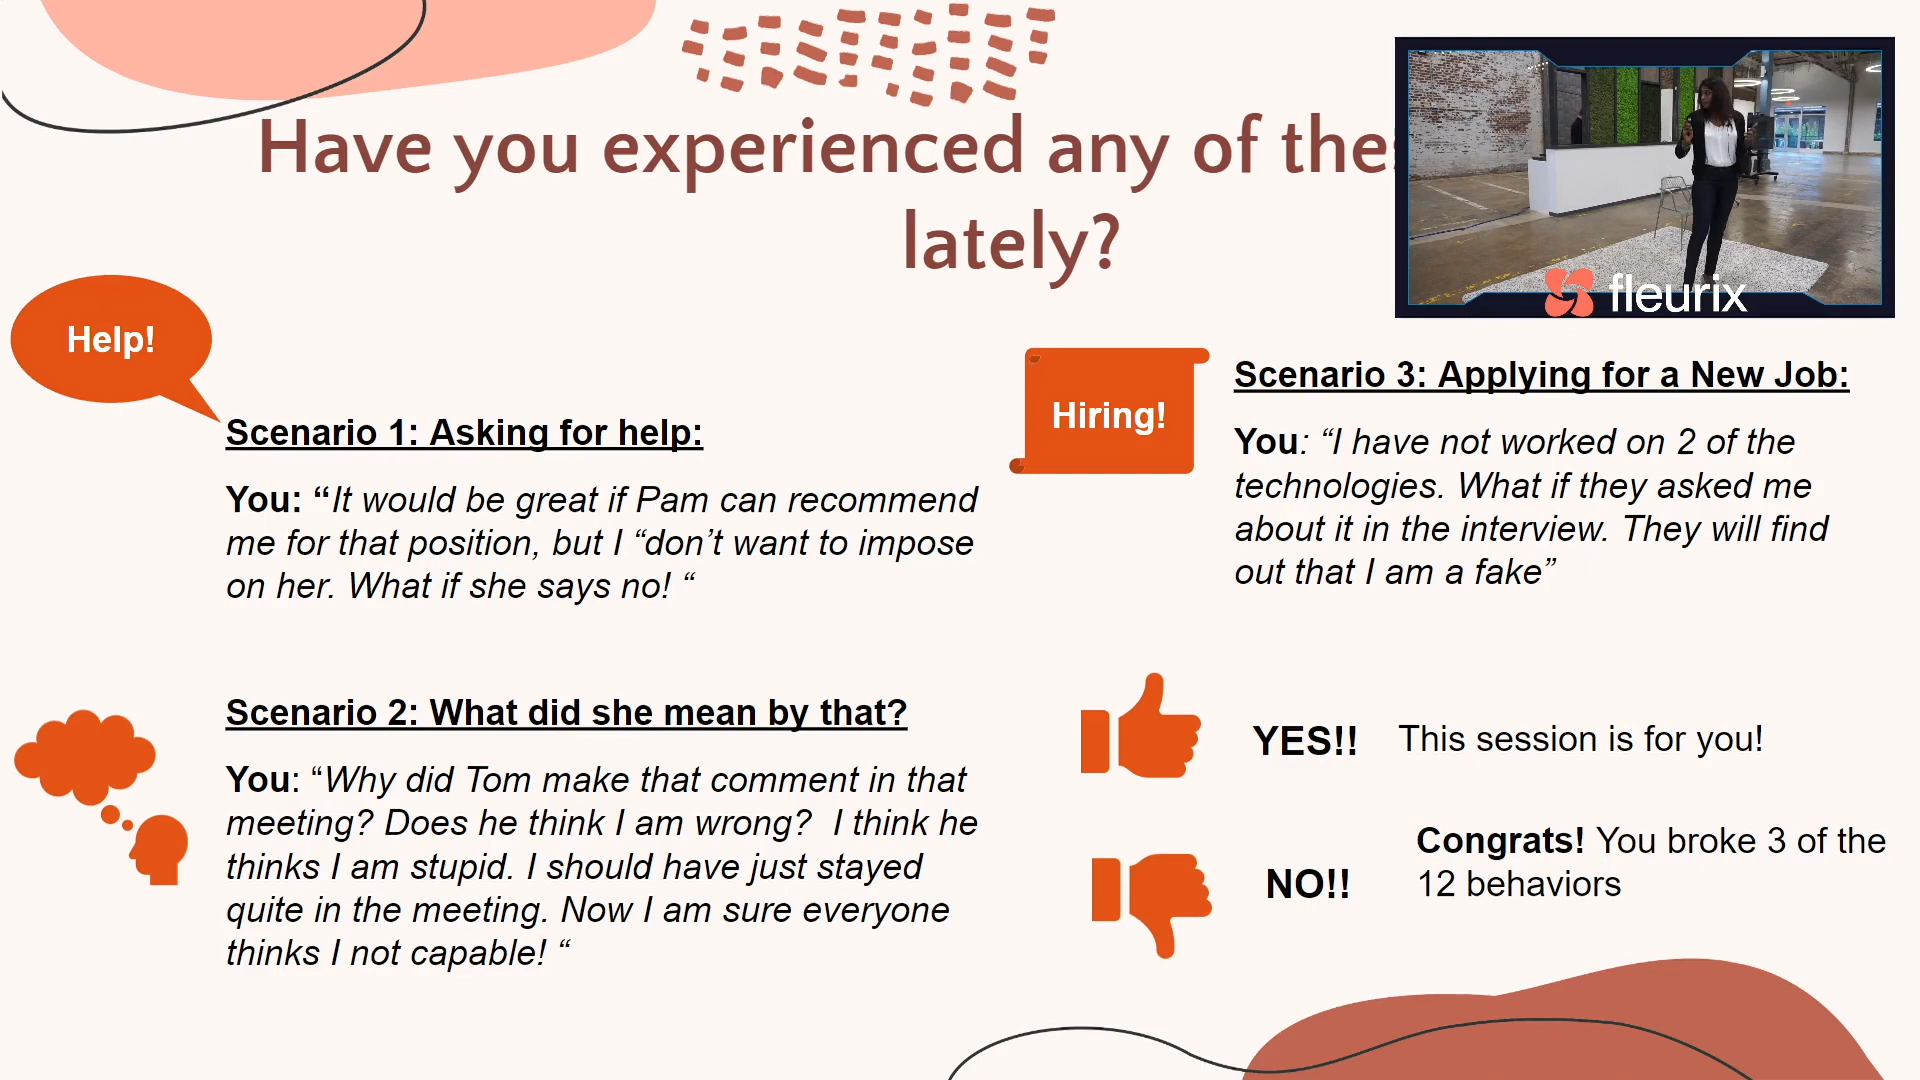 Have you experienced any of the
lately?
fleurix
Help!
Scenario 1: Asking for help:
You: “It would be great if Pam can recommend
me for that position, but I “don’t want to impose
on her. What if she says no! “
Scenario 2: What did she mean by that?
You: “Why did Tom make that comment in that
meeting? Does he think I am wrong?  I think he
thinks I am stupid. I should have just stayed
quite in the meeting. Now I am sure everyone
thinks I not capable! “
Hiring!
Scenario 3: Applying for a New Job:
You: “I have not worked on 2 of the
technologies. What if they asked me
about it in the interview. They will find
out that I am a fake”
YES!! This session is for you!
NO!! Congrats! You broke 3 of the
12 behaviors